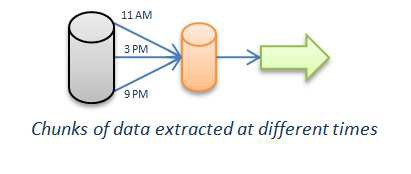 11 AM
3 PM
9 PM
Chunks of data extracted at different times